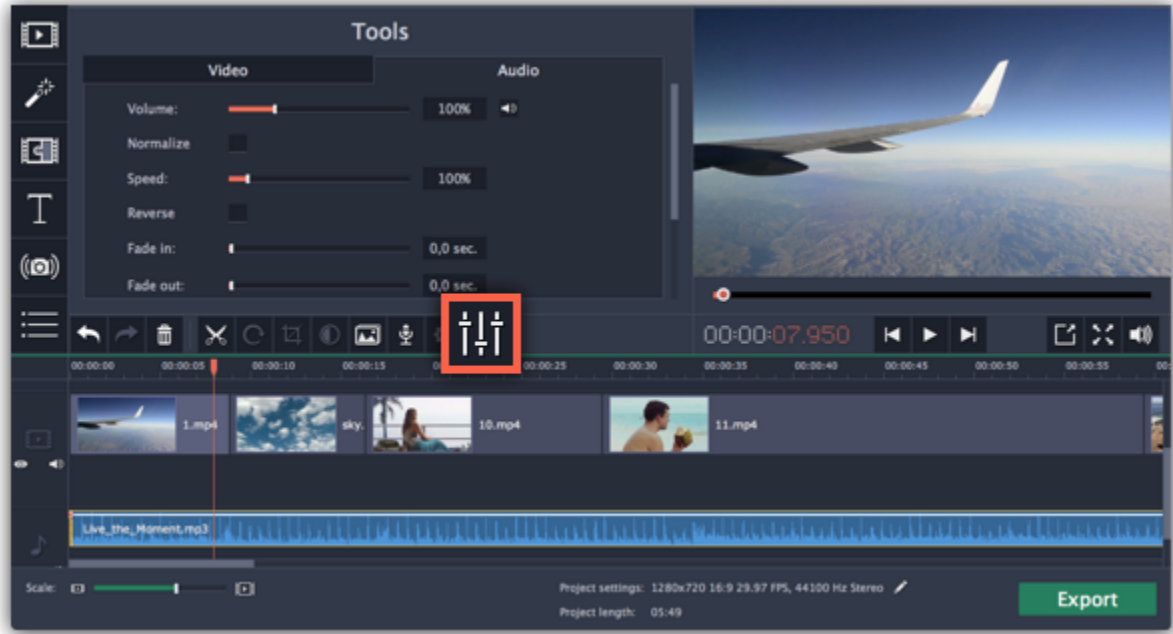 Tools
Video Audio
Volume: 100%
Normalize
Speed: 100%
Reverse
Fade in: 0,0 sec.
Fade out: 0,0 sec.
T
00:00:07.950
00:00:00 00:00:05 00:00:10 00:00:15 00:00:25 00:00:30 00:00:35 00:00:40 00:00:45 00:00:50 00:00:55
1.mp4 sky. 10.mp4 11.mp4
Live_the_Moment.mp3
Scale:
Project settings: 1280x720 16:9 29.97 FPS, 44100 Hz Stereo
Project length: 05:49
Export